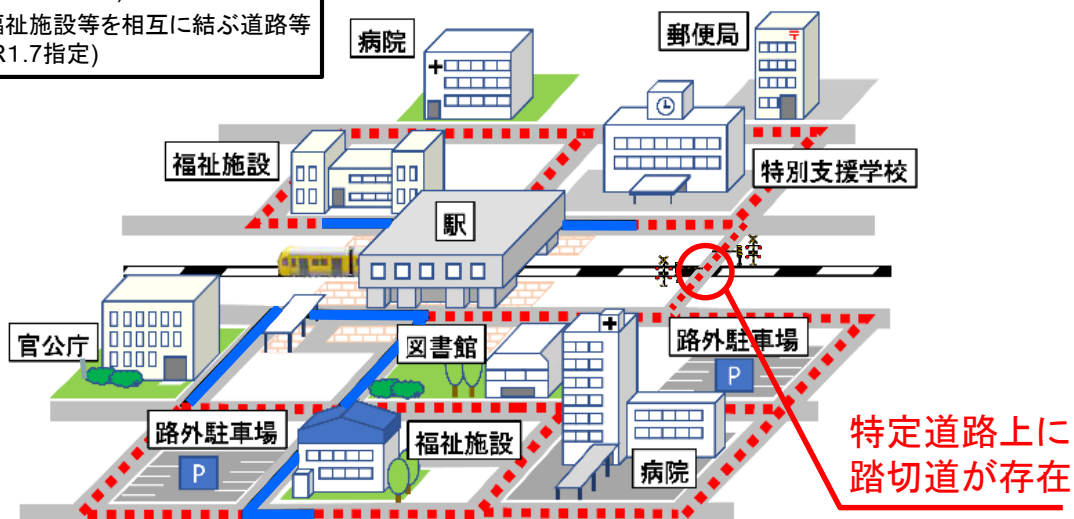 福祉施設等を相互に結ぶ道路等
R1.7指定)
病院
郵便局
福祉施設
特別支援学校
駅
官公庁
図書館
路外駐車場
P
路外駐車場
P
福祉施設
病院
特定道路上に
踏切道が存在